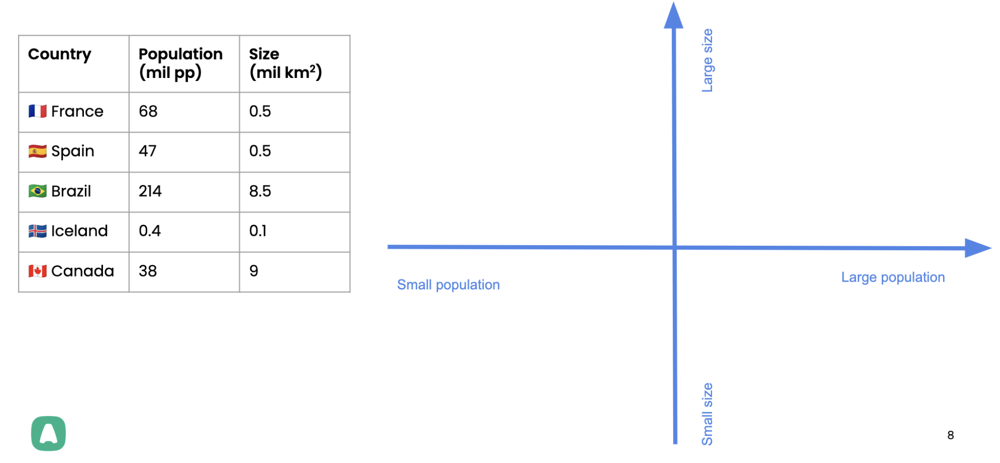 Country Population (mil pp) Size (mil km²)
🇫🇷 France 68 0.5
🇪🇸 Spain 47 0.5
🇧🇷 Brazil 214 8.5
🇮🇸 Iceland 0.4 0.1
🇨🇦 Canada 38 9
Large size
Small population
Large population
Small size
8